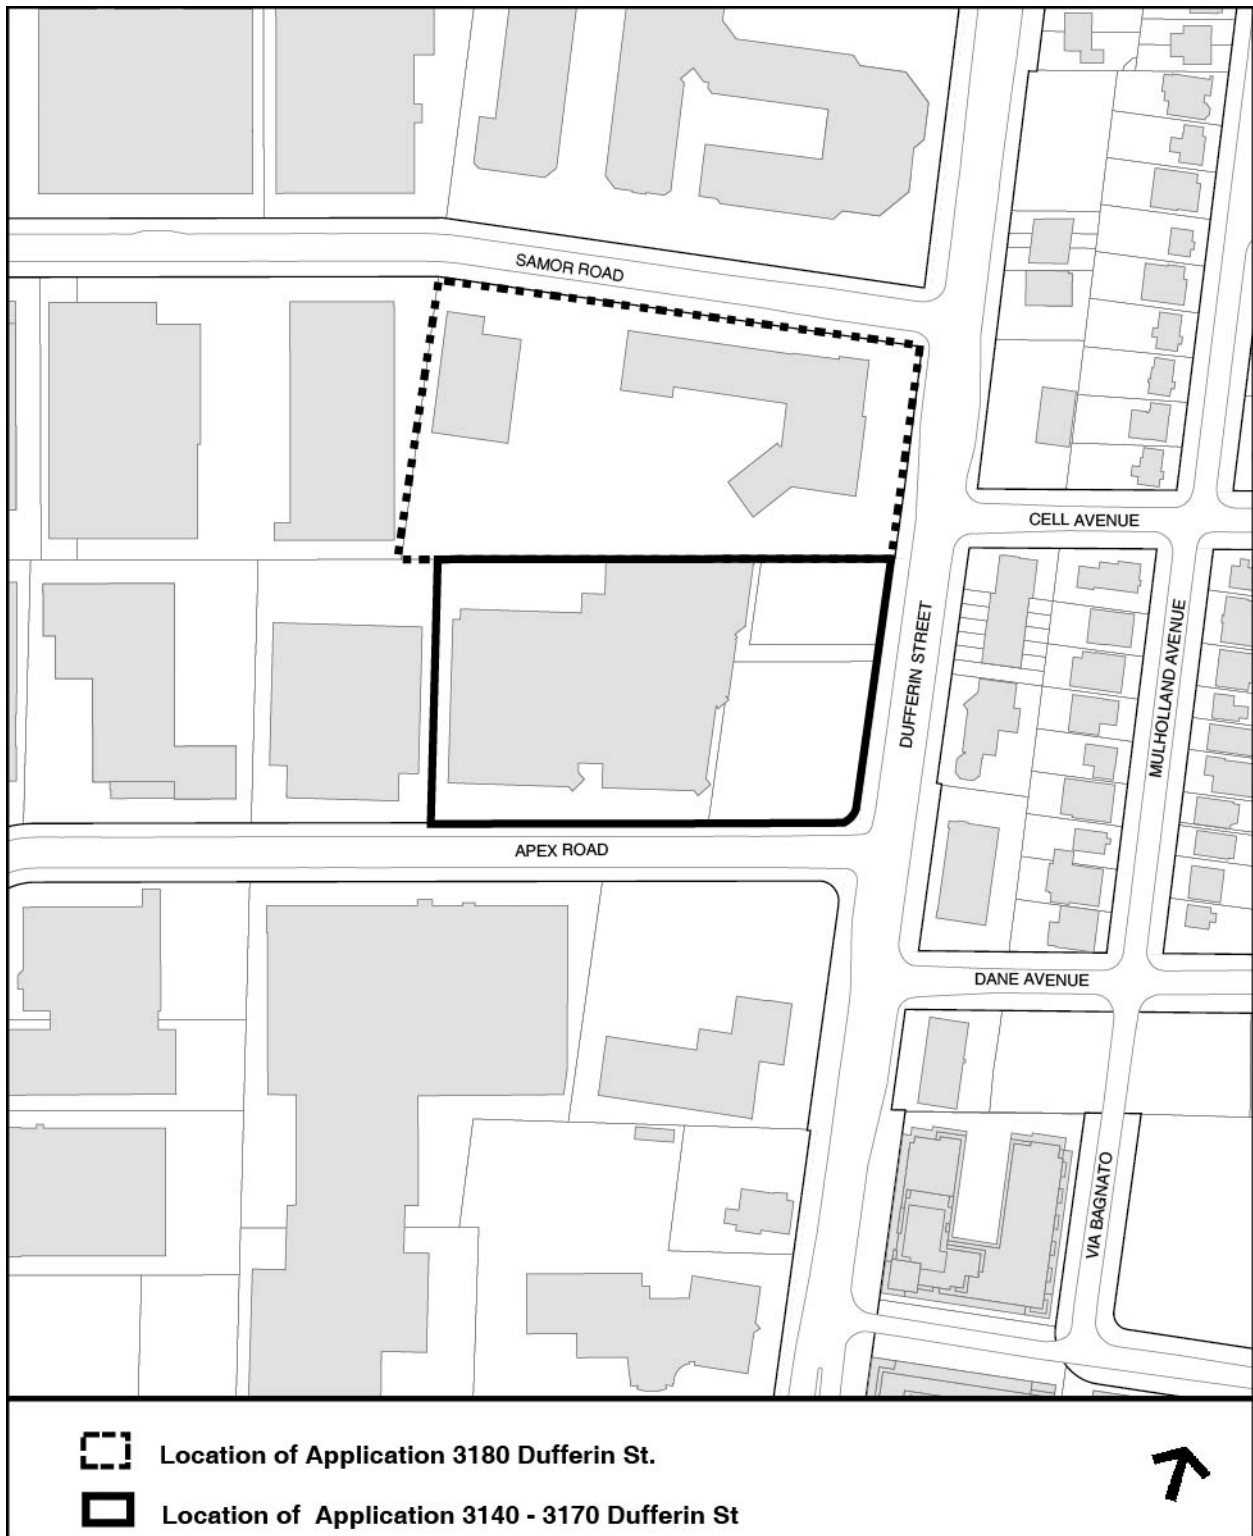 SAMOR ROAD
CELL AVENUE
DUFFERIN STREET
MULHOLLAND AVENUE
APEX ROAD
DANE AVENUE
VIA BAGNATO
Location of Application 3180 Dufferin St.
Location of Application 3140 - 3170 Dufferin St